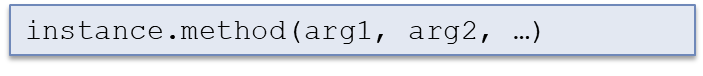 instance.method(arg1, arg2, …)